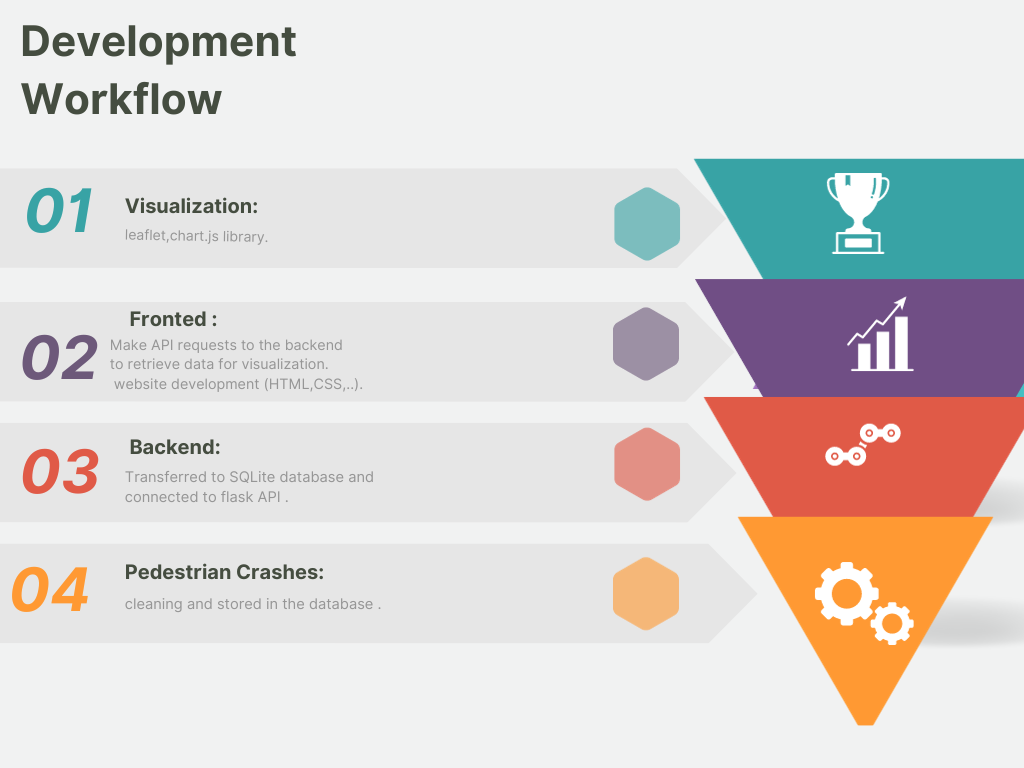 Development
Workflow
01
Visualization:
leaflet,chart.js library.
02
Fronted :
Make API requests to the backend
to retrieve data for visualization.
website development (HTML,CSS,..).
03
Backend:
Transferred to SQLite database and
connected to flask API .
04
Pedestrian Crashes:
cleaning and stored in the database .